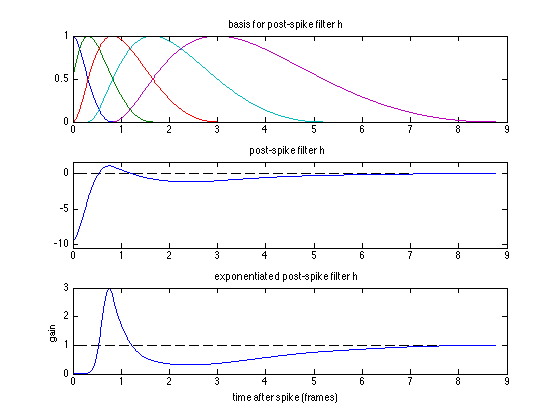 basis for post-spike filter h
1
0.5
0
0 1 2 3 4 5 6 7 8 9
post-spike filter h
0
-5
-10
0 1 2 3 4 5 6 7 8 9
exponentiated post-spike filter h
3
2
1
0
gain
0 1 2 3 4 5 6 7 8 9
time after spike (frames)